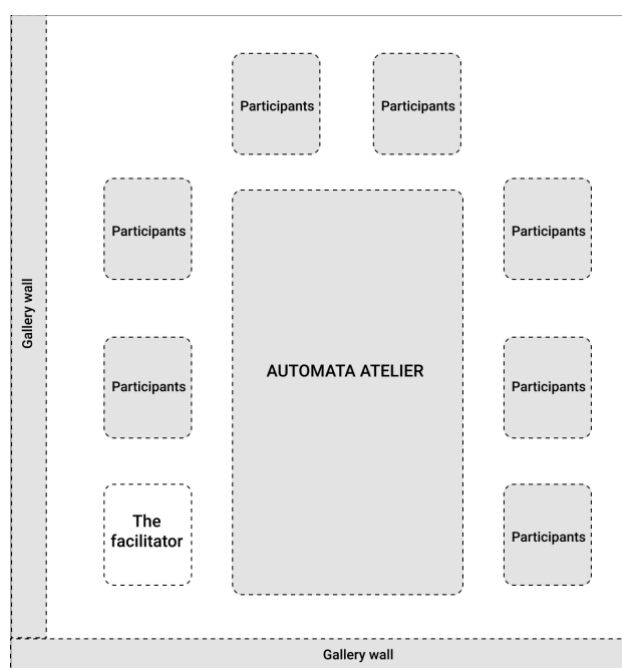 Participants
Participants
Participants
Participants
Gallery wall
AUTOMATA ATELIER
Participants
Participants
The
facilitator
Participants
Gallery wall